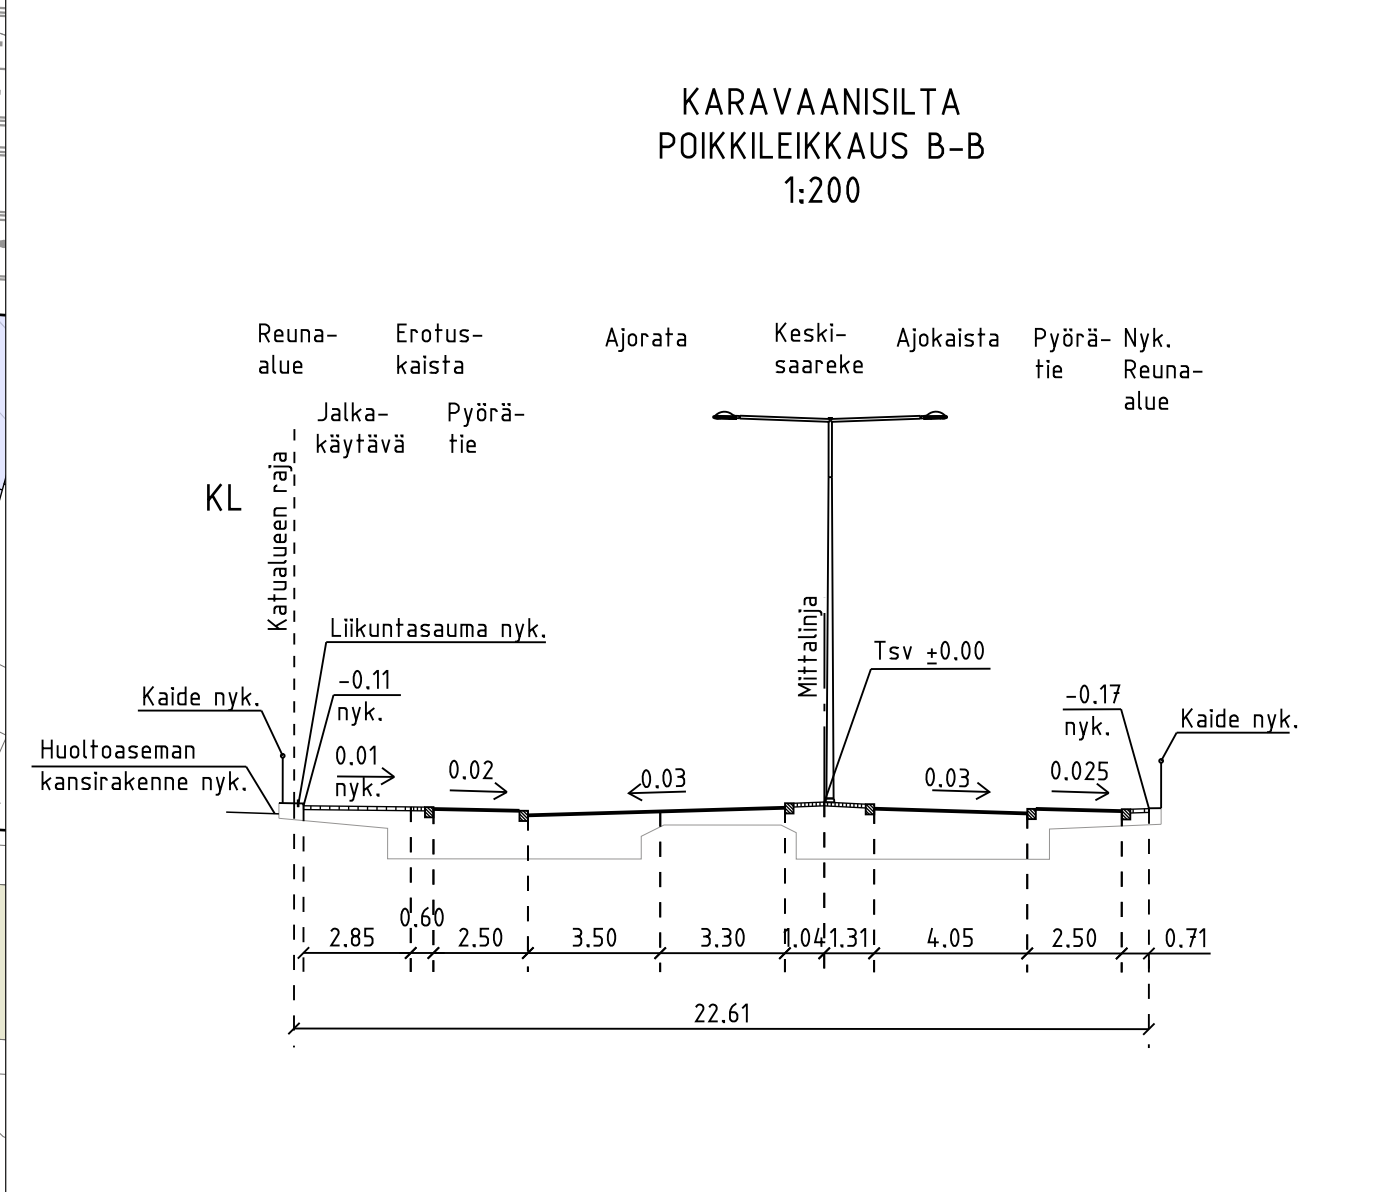 KARAVAANISILTA
POIKKILEIKKAUS B-B
1:200
Reuna-
alue
Erotus-
kaista
Ajorata
Keski-
saareke
Ajokaista
Pyörä-
tie
Nyk.
Reuna-
alue
Jalka-
käytävä
Pyörä-
tie
KL
Katualueen raja
Mittalinja
Liikuntasauma nyk.
Tsv ±0.00
-0.11
nyk.
Kaide nyk.
-0.17
nyk.
Kaide nyk.
Huoltoaseman
kansirakenne nyk.
0.01
nyk.
0.02
0.03
0.03
0.025
0.60
2.85
2.50
3.50
3.30
1.04
1.31
4.05
2.50
0.71
22.61